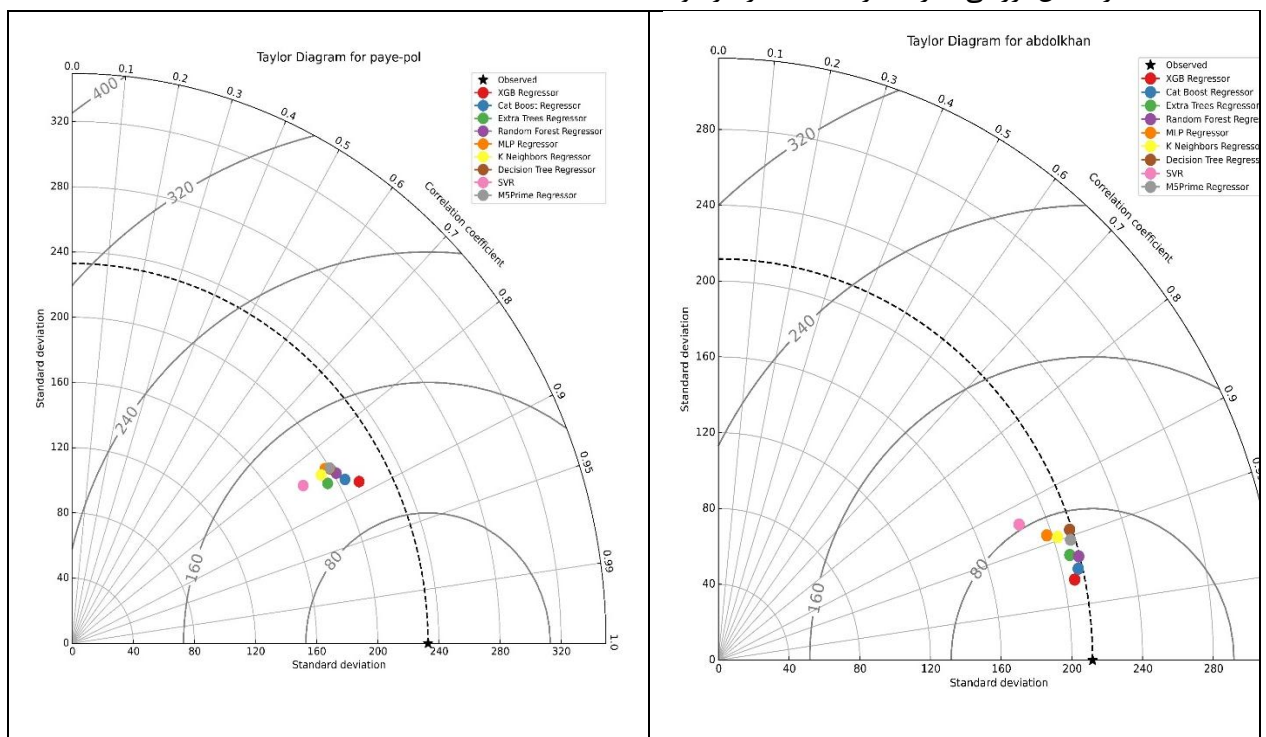 Taylor Diagram for paye-pol
Observed
XGB Regressor
Cat Boost Regressor
Extra Trees Regressor
Random Forest Regressor
MLP Regressor
K Neighbors Regressor
Decision Tree Regressor
SVR
M5Prime Regressor
0.0
0.1
0.2
0.3
0.4
0.5
0.6
0.7
0.8
0.9
0.95
0.99
1.0
Correlation coefficient
400
320
240
160
80
320
280
240
200
160
120
80
40
0
Standard deviation
0
40
80
120
160
200
240
280
320
Standard deviation
Taylor Diagram for abdolkhan
Observed
XGB Regressor
Cat Boost Regressor
Extra Trees Regressor
Random Forest Regre
MLP Regressor
K Neighbors Regresso
Decision Tree Regress
SVR
M5Prime Regressor
0.0
0.1
0.2
0.3
0.4
0.5
0.6
0.7
0.8
0.9
Correlation coefficient
320
240
160
80
280
240
200
160
120
80
40
0
Standard deviation
0
40
80
120
160
200
240
280
Standard deviation